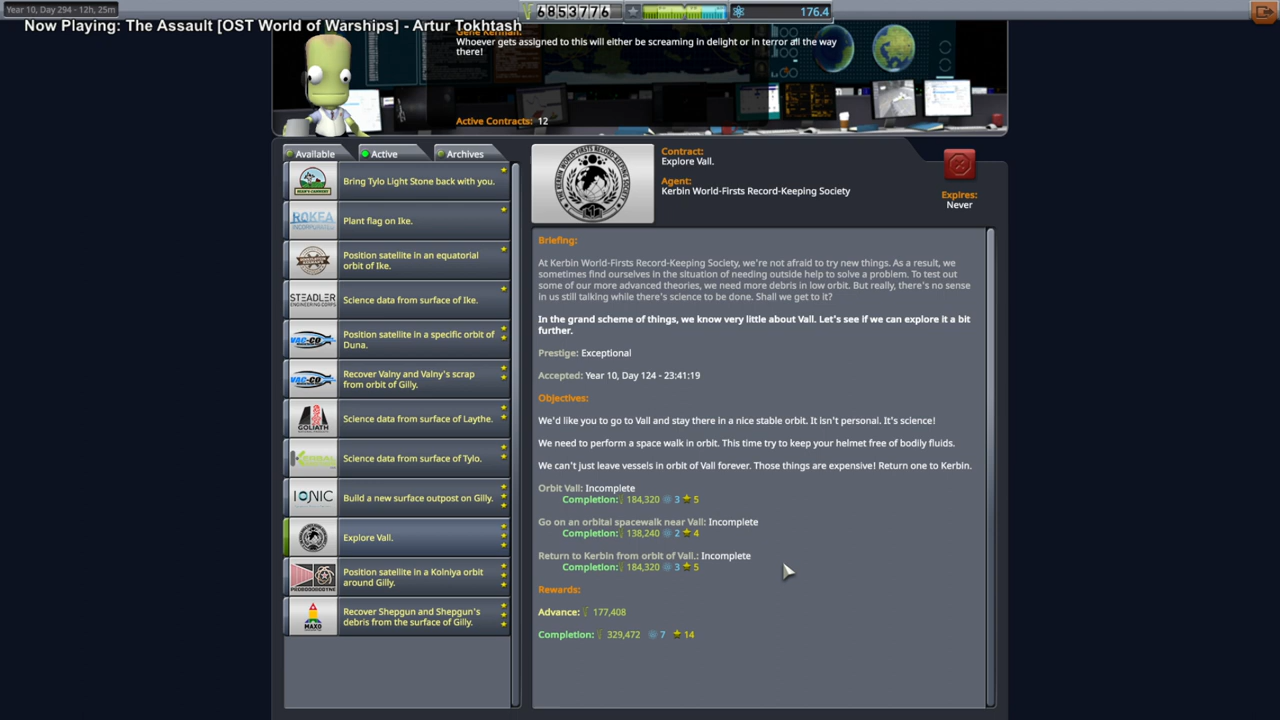 Year 10, Day 294 - 12h, 25m
6853776
176.4
Now Playing: The Assault [OST World of Warships] - Artur Tokhtash
Gene Kerman:
Whoever gets assigned to this will either be screaming in delight or in terror all the way
there!
Active Contracts: 12
Available
Active
Archives
Bring Tylo Light Stone back with you.
Plant flag on Ike.
Position satellite in an equatorial
orbit of Ike.
Science data from surface of Ike.
Position satellite in a specific orbit of
Duna.
Recover Valny and Valny's scrap
from orbit of Gilly.
Science data from surface of Laythe.
Science data from surface of Tylo.
Build a new surface outpost on Gilly.
Explore Vall.
Position satellite in a Kolniya orbit
around Gilly.
Recover Shepgun and Shepgun's
debris from the surface of Gilly.
ROKEA
STEADLER
ENGINEERING CORPS
VAC-CO
VAC-CO
GOLIATH
KERBAL
IONIC
MAXO
Contract:
Explore Vall.
Agent:
Kerbin World-Firsts Record-Keeping Society
Expires:
Never
Briefing:
At Kerbin World-Firsts Record-Keeping Society, we're not afraid to try new things. As a result, we
sometimes find ourselves in the situation of needing outside help to solve a problem. To test out
some of our more advanced theories, we need more debris in low orbit. But really, there's no sense
in us still talking while there's science to be done. Shall we get to it?
In the grand scheme of things, we know very little about Vall. Let's see if we can explore it a bit
further.
Prestige: Exceptional
Accepted: Year 10, Day 124 - 23:41:19
Objectives:
We'd like you to go to Vall and stay there in a nice stable orbit. It isn't personal. It's science!
We need to perform a space walk in orbit. This time try to keep your helmet free of bodily fluids.
We can't just leave vessels in orbit of Vall forever. Those things are expensive! Return one to Kerbin.
Orbit Vall: Incomplete
Completion: 184,320 3 5
Go on an orbital spacewalk near Vall: Incomplete
Completion: 138,240 2 4
Return to Kerbin from orbit of Vall.: Incomplete
Completion: 184,320 3 5
Rewards:
Advance: 177,408
Completion: 329,472 7 14